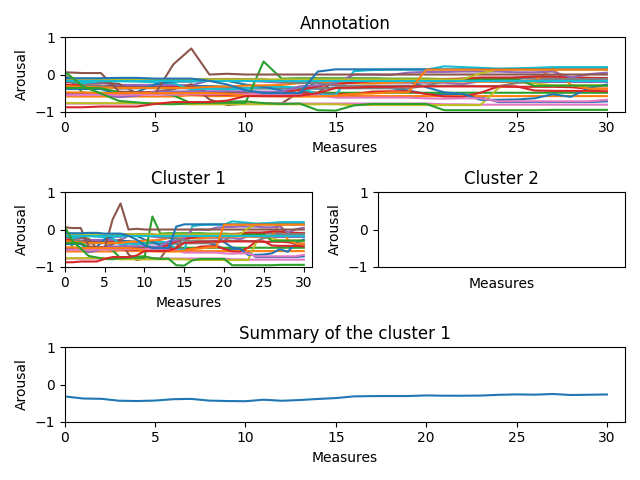 Annotation
1
0
−1
Arousal
0 5 10 15 20 25 30
Measures
Cluster 1
1
0
−1
Arousal
0 5 10 15 20 25 30
Measures
Cluster 2
1
0
−1
Arousal
Measures
Summary of the cluster 1
1
0
−1
Arousal
0 5 10 15 20 25 30
Measures